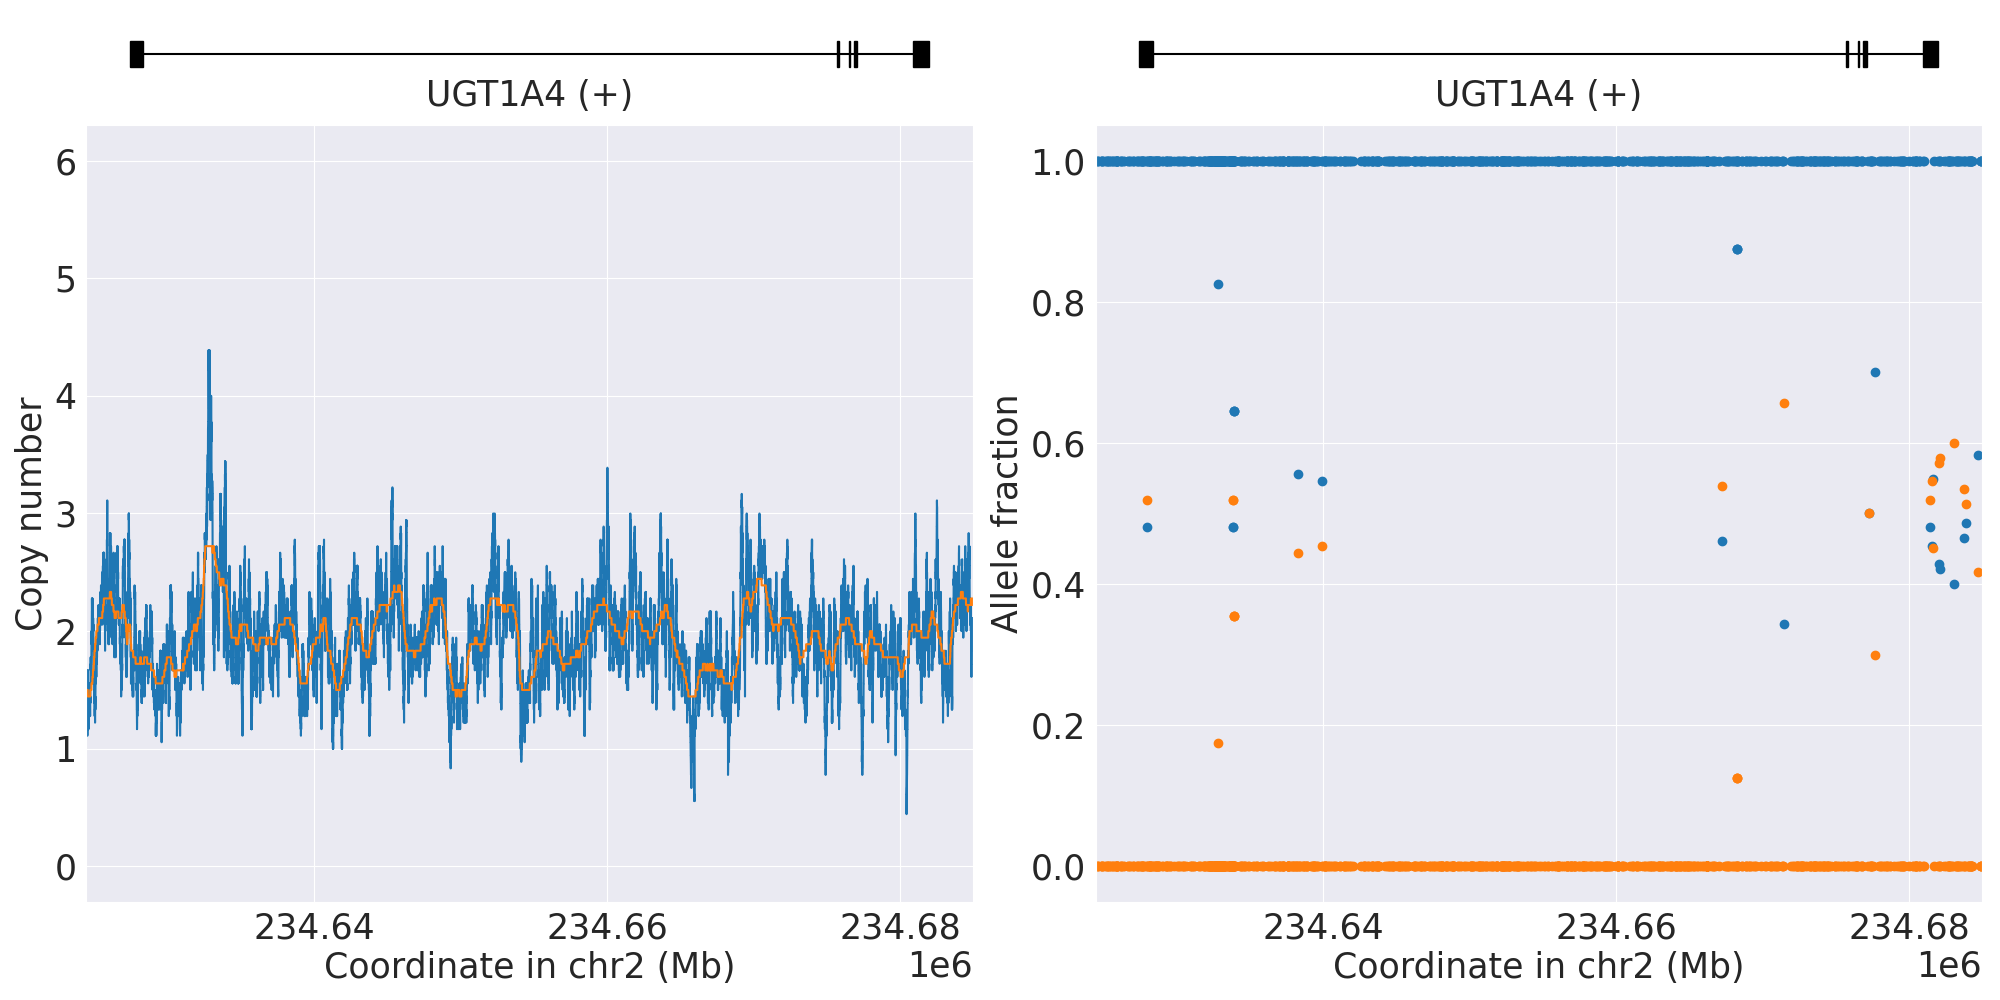 UGT1A4 (+)
6
5
4
3
2
1
0
Copy number
234.64
234.66
234.68
1e6
Coordinate in chr2 (Mb)
UGT1A4 (+)
1.0
0.8
0.6
0.4
0.2
0.0
Allele fraction
234.64
234.66
234.68
1e6
Coordinate in chr2 (Mb)